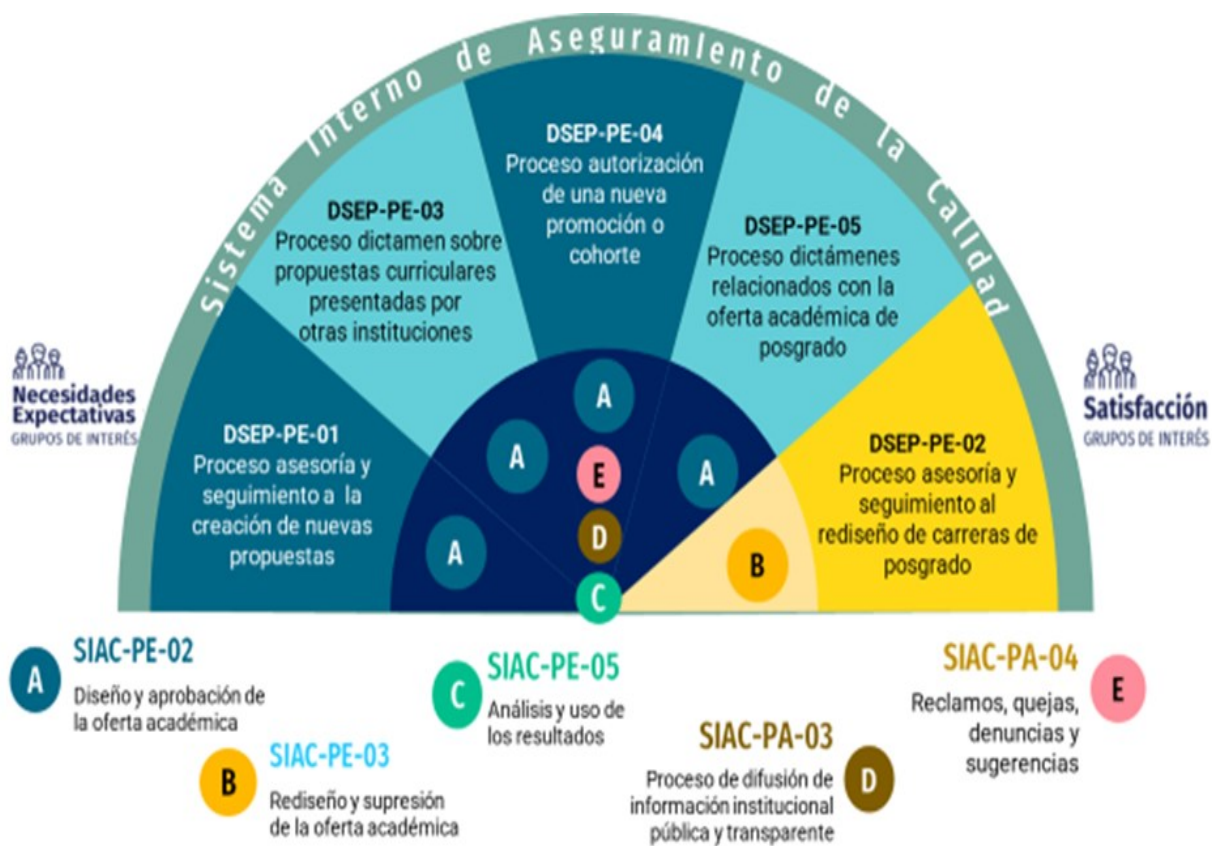 Sistema Interno de Aseguramiento de la Calidad
DSEP-PE-04
Proceso autorización
de una nueva
promoción o
cohorte
DSEP-PE-03
Proceso dictamen sobre
propuestas curriculares
presentadas por
otras instituciones
DSEP-PE-05
Proceso dictámenes
relacionados con la
oferta académica de
posgrado
Necesidades
Expectativas
GRUPOS DE INTERÉS
Satisfacción
GRUPOS DE INTERÉS
DSEP-PE-01
Proceso asesoría y
seguimiento a la
creación de nuevas
propuestas
DSEP-PE-02
Proceso asesoría y
seguimiento al
rediseño de carreras de
posgrado
A
A
A
A
E
D
C
B
A
SIAC-PE-02
Diseño y aprobación de
la oferta académica
B
SIAC-PE-03
Rediseño y supresión
de la oferta académica
C
SIAC-PE-05
Análisis y uso de
los resultados
SIAC-PA-03
Proceso de difusión de
información institucional
pública y transparente
D
SIAC-PA-04
Reclamos, quejas,
denuncias y
sugerencias
E